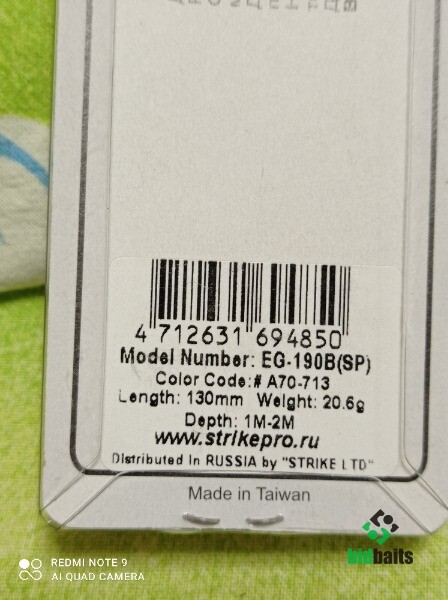 4 712631 694850
Model Number: EG-190B(SP)
Color Code:# A70-713
Length: 130mm Weight: 20.6g
Depth: 1M-2M
www.strikepro.ru
Distributed in RUSSIA by "STRIKE LTD"
Made in Taiwan
bidbaits
REDMI NOTE 9
AI QUAD CAMERA